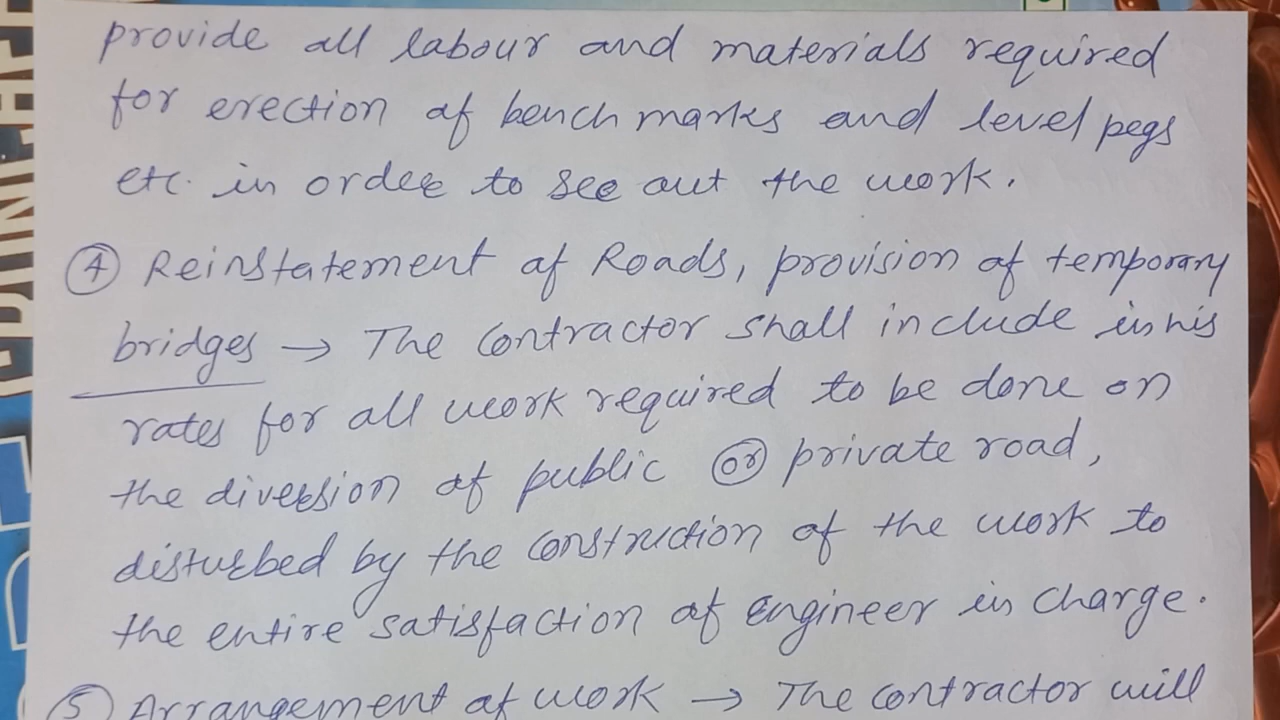 provide all labour and materials required
for erection of bench marks and level pegs
etc. in order to see out the work.
④ Reinstatement of Roads, provision of temporary
bridges → The contractor shall include in his
rates for all work required to be done on
the diversion of public or private road,
disturbed by the construction of the work to
the entire satisfaction of Engineer in charge.
⑤ Arrangement of work → The contractor will